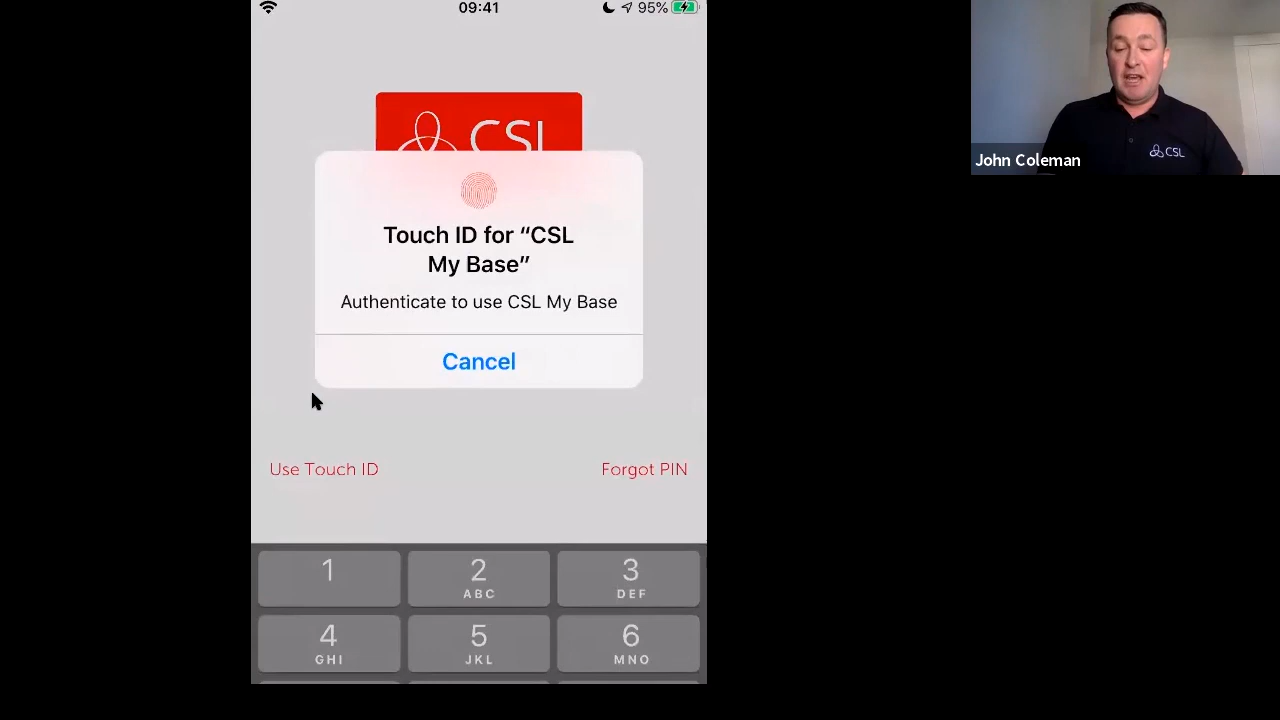 09:41
95%
CSL
Touch ID for “CSL
My Base”
Authenticate to use CSL My Base
Cancel
Use Touch ID
Forgot PIN
1
2
ABC
3
DEF
4
GHI
5
JKL
6
MNO
CSL
John Coleman